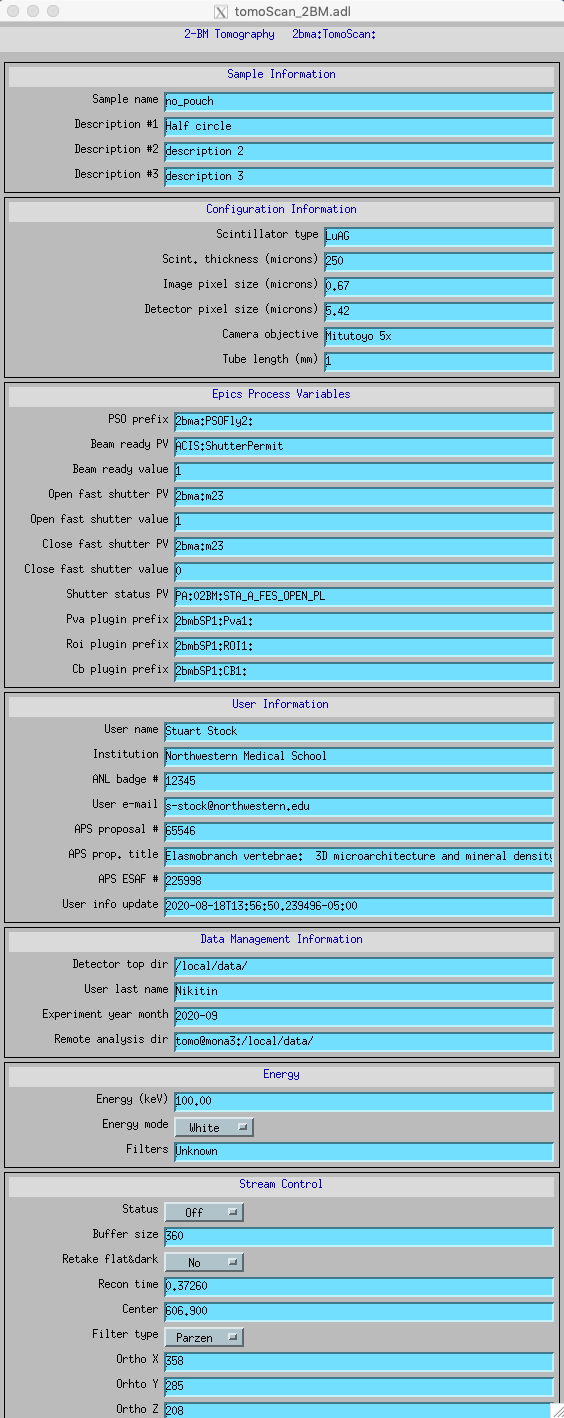 tomoScan_2BM.adl
2-BM Tomography 2bma:TomoScan:
Sample Information
Sample name no_pouch
Description #1 Half circle
Description #2 description 2
Description #3 description 3
Configuration Information
Scintillator type LuAG
Scint. thickness (microns) 250
Image pixel size (microns) 0.67
Detector pixel size (microns) 5.42
Camera objective Mitutoyo 5x
Tube length (mm) 1
Epics Process Variables
PSO prefix 2bma:PSOFly2:
Beam ready PV ACIS:ShutterPermit
Beam ready value 1
Open fast shutter PV 2bma:m23
Open fast shutter value 1
Close fast shutter PV 2bma:m23
Close fast shutter value 0
Shutter status PV PA:02BM:STA_A_FES_OPEN_PL
Pva plugin prefix 2bmbSP1:Pva1:
Roi plugin prefix 2bmbSP1:ROI1:
Cb plugin prefix 2bmbSP1:CB1:
User Information
User name Stuart Stock
Institution Northwestern Medical School
ANL badge # 12345
User e-mail s-stock@northwestern.edu
APS proposal # 65546
APS prop. title Elasmobranch vertebrae: 3D microarchitecture and mineral density
APS ESAF # 225998
User info update 2020-08-18T13:56:50.239496-05:00
Data Management Information
Detector top dir /local/data/
User last name Nikitin
Experiment year month 2020-09
Remote analysis dir tomo@mona3:/local/data/
Energy
Energy (keV) 100.00
Energy mode White
Filters Unknown
Stream Control
Status Off
Buffer size 360
Retake flat&dark No
Recon time 0.37260
Center 606.900
Filter type Parzen
Ortho X 358
Orhto Y 285
Ortho Z 208